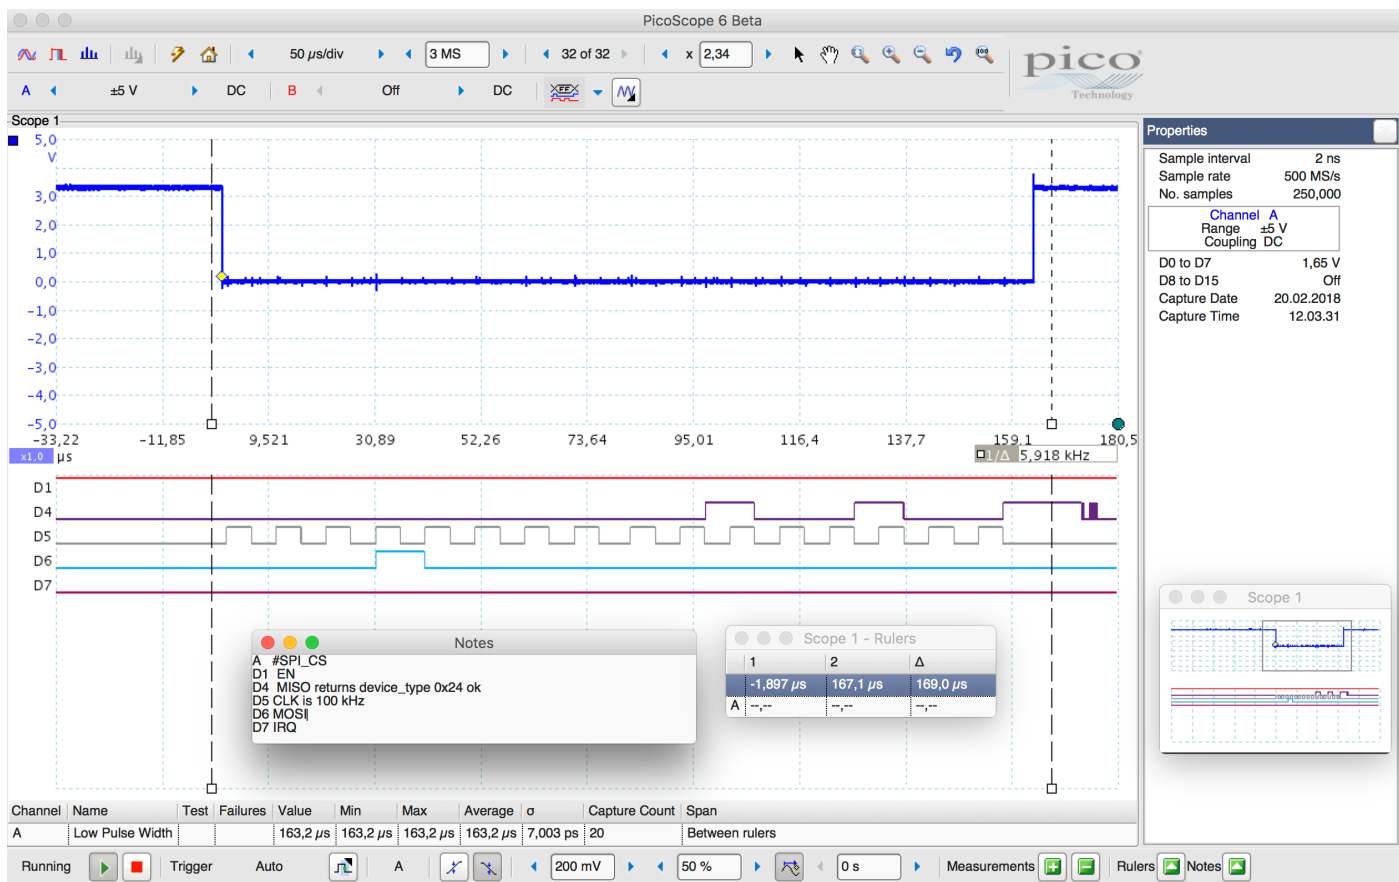 PicoScope 6 Beta
50 µs/div 3 MS 32 of 32 x 2,34
pico
Technology
A ±5 V DC B Off DC
Scope 1
Properties
5,0
V
3,0
2,0
1,0
0,0
-1,0
-2,0
-3,0
-4,0
-5,0
-33,22 -11,85 9,521 30,89 52,26 73,64 95,01 116,4 137,7 159,1 180,5
x1,0 µs
1/Δ 5,918 kHz
Sample interval 2 ns
Sample rate 500 MS/s
No. samples 250,000
Channel A
Range ±5 V
Coupling DC
D0 to D7 1,65 V
D8 to D15 Off
Capture Date 20.02.2018
Capture Time 12.03.31
D1
D4
D5
D6
D7
Notes
A #SPI_CS
D1 EN
D4 MISO returns device_type 0x24 ok
D5 CLK is 100 kHz
D6 MOSI
D7 IRQ
Scope 1 - Rulers
1 2 Δ
-1,897 µs 167,1 µs 169,0 µs
A --,-- --,-- --,--
Scope 1
Channel Name Test Failures Value Min Max Average σ Capture Count Span
A Low Pulse Width 163,2 µs 163,2 µs 163,2 µs 163,2 µs 7,003 ps 20 Between rulers
Running Trigger Auto A 200 mV 50 % 0 s Measurements Rulers Notes